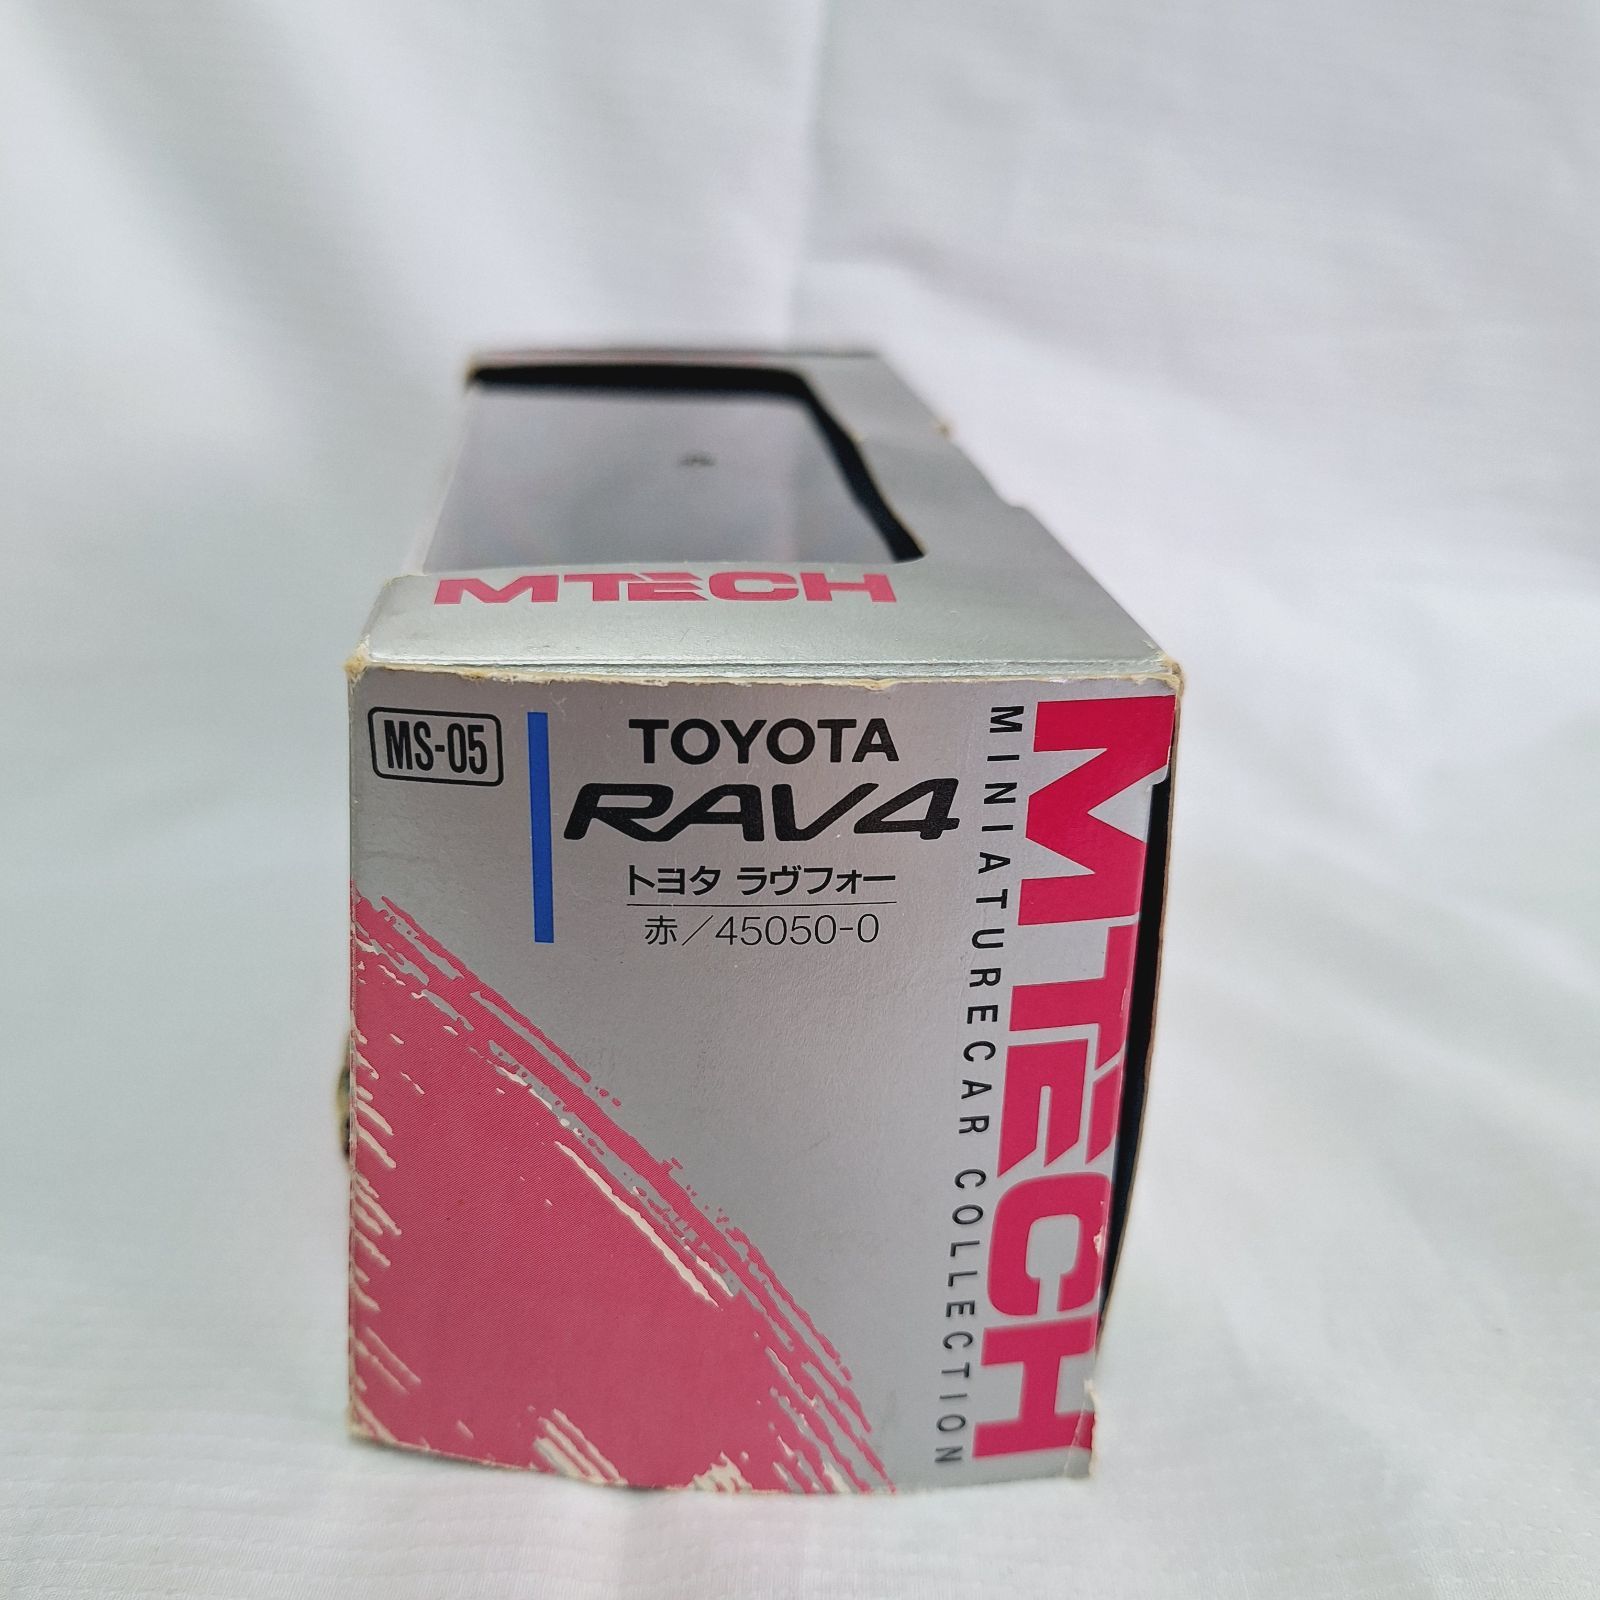 MTECH
MS-05
TOYOTA
RAV4
トヨタ ラヴフォー
赤／45050-0
MINIATURECAR COLLECTION
MTECH